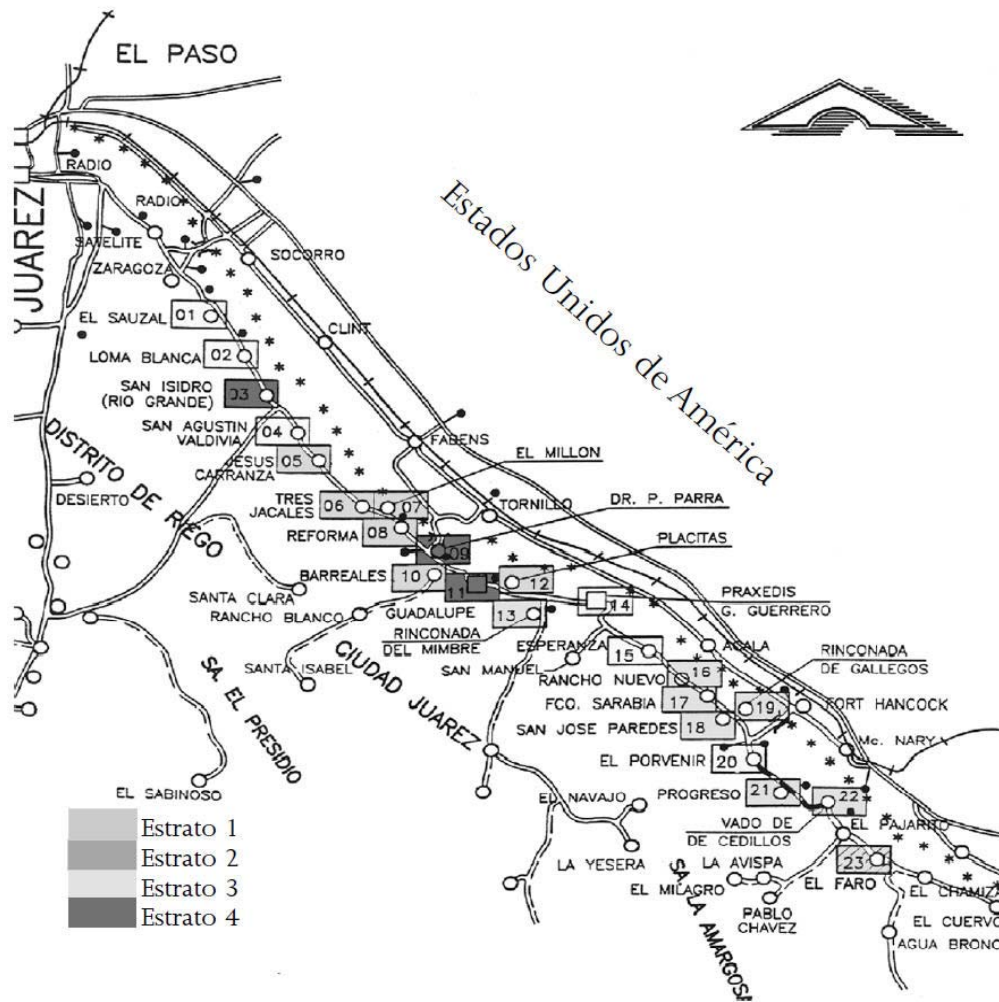 EL PASO
JUAREZ
RADIO
RADIO
SATELITE
ZARAGOZA
SOCORRO
Estados Unidos de América
01
EL SAUZAL
CLINT
02
LOMA BLANCA
03
SAN ISIDRO
(RIO GRANDE)
04
SAN AGUSTIN
VALDIVIA
FABENS
05
JESUS
CARRANZA
EL MILLON
DISTRITO DE RIEGO
DESIERTO
TRES
JACALES
06
07
TORNILLO
DR. P. PARRA
REFORMA
08
09
PLACITAS
BARREALES
10
11
12
SANTA CLARA
RANCHO BLANCO
GUADALUPE
13
14
PRAXEDIS
G. GUERRERO
RINCONADA
DEL MIMBRE
ESPERANZA
15
ACALA
RINCONADA
DE GALLEGOS
SANTA ISABEL
CIUDAD JUAREZ
SAN MANUEL
RANCHO NUEVO
16
SA. EL PRESIDIO
FCO. SARABIA
17
19
FORT HANCOCK
SAN JOSE PAREDES
18
Mc. NARY
EL PORVENIR
20
EL SABINOSO
EL NAVAJO
PROGRESO
21
22
VADO DE
DE CEDILLOS
EL PAJARITO
LA YESERA
LA AVISPA
23
EL MILAGRO
EL FARO
EL CHAMIZA
PABLO
CHAVEZ
EL CUERVO
AGUA BRONC
SA. LA AMARGOSA
Estrato 1
Estrato 2
Estrato 3
Estrato 4